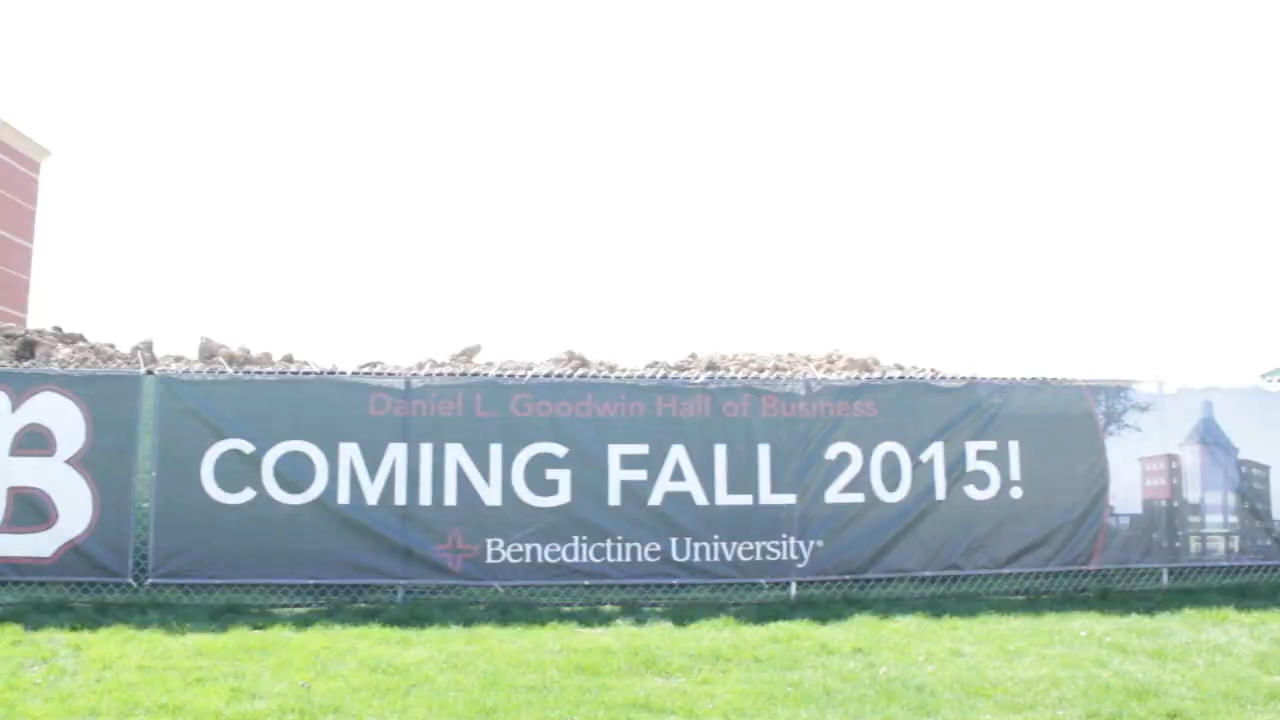 B
Daniel L. Goodwin Hall of Business
COMING FALL 2015!
Benedictine University®